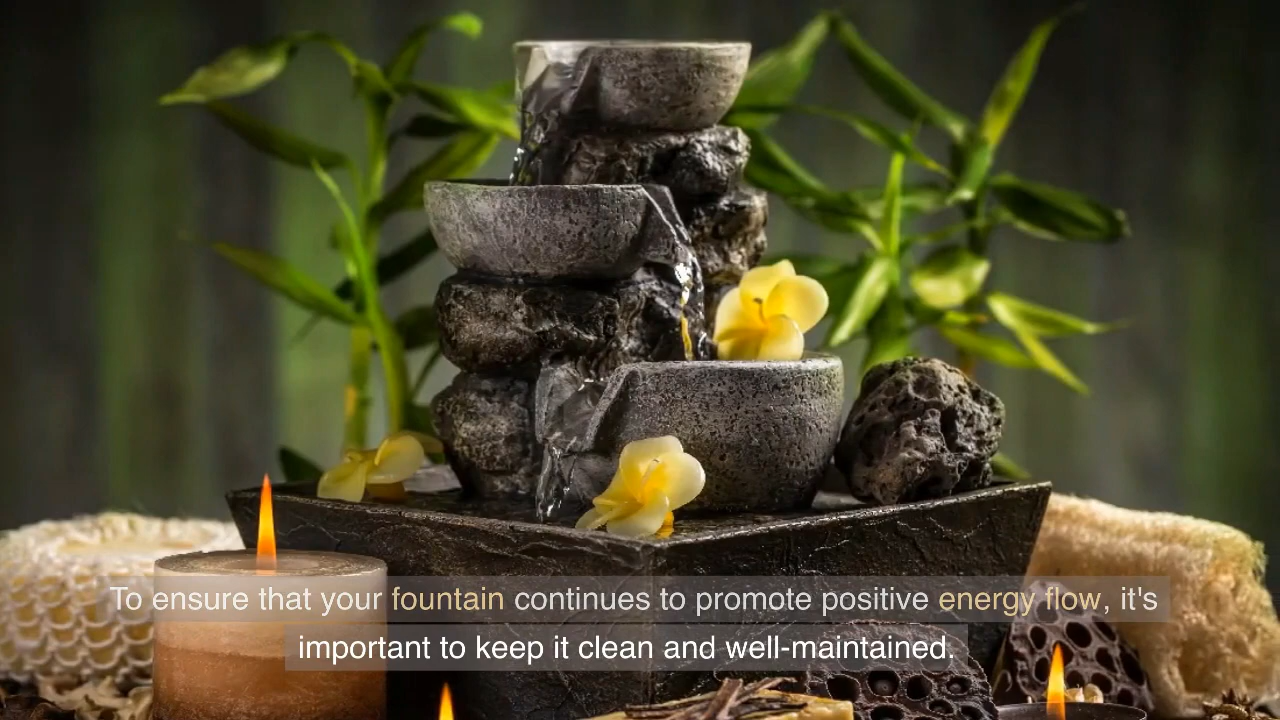 To ensure that your fountain continues to promote positive energy flow, it's
important to keep it clean and well-maintained.